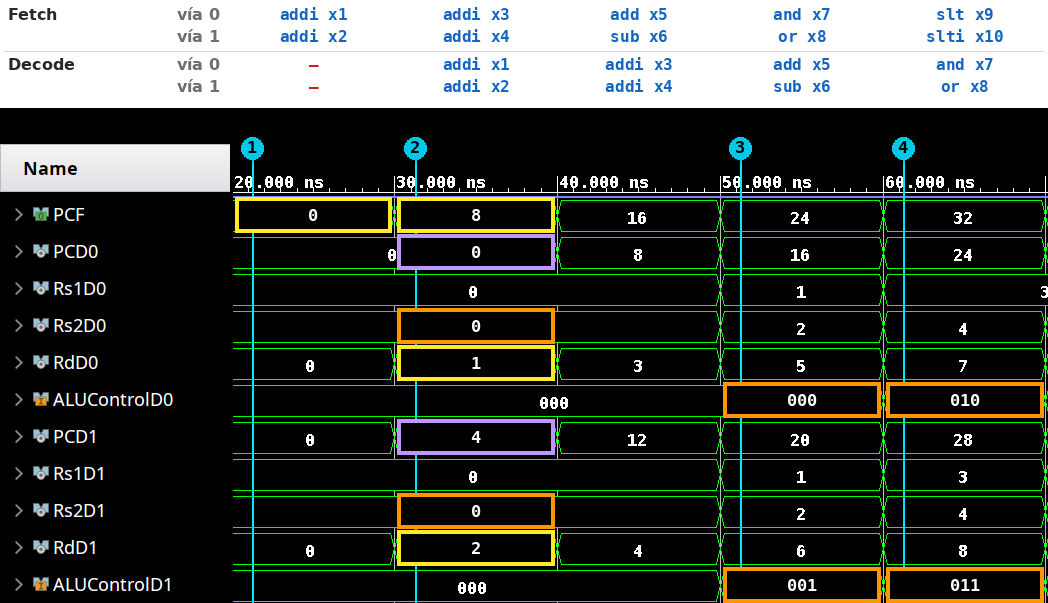 Fetch vía 0 addi x1 addi x3 add x5 and x7 slt x9
vía 1 addi x2 addi x4 sub x6 or x8 slti x10
Decode vía 0 — addi x1 addi x3 add x5 and x7
vía 1 — addi x2 addi x4 sub x6 or x8
1 2 3 4
Name
20.000 ns 30.000 ns 40.000 ns 50.000 ns 60.000 ns
PCF 0 8 16 24 32
PCD0 0 0 8 16 24
Rs1D0 0 1 3
Rs2D0 0 2 4
RdD0 0 1 3 5 7
ALUControlD0 000 000 010
PCD1 0 4 12 20 28
Rs1D1 0 1 3
Rs2D1 0 2 4
RdD1 0 2 4 6 8
ALUControlD1 000 001 011